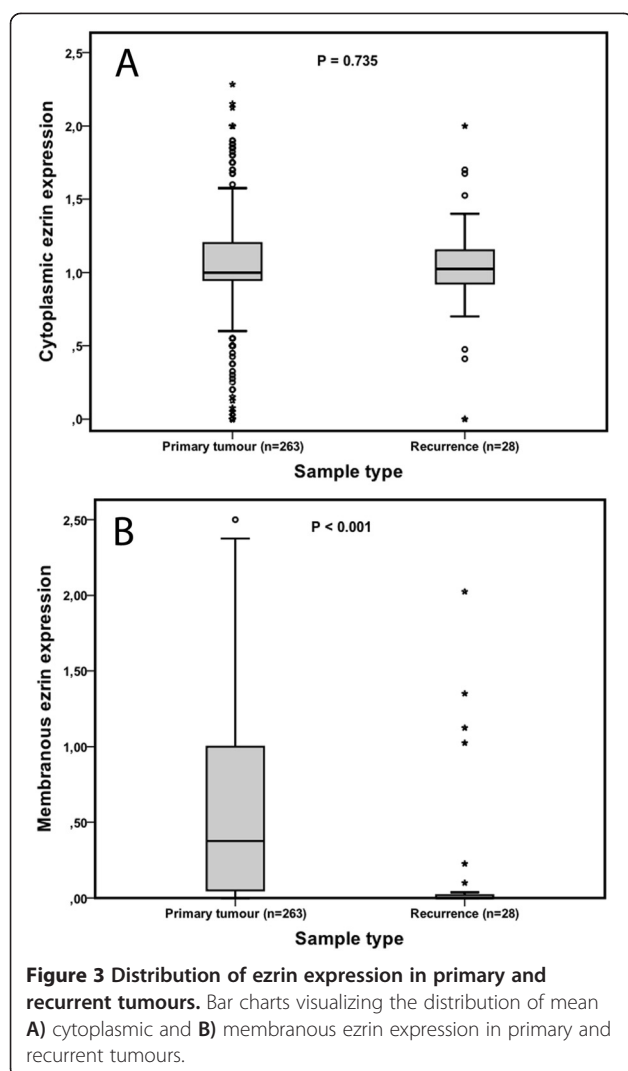 A
P = 0.735
Cytoplasmic ezrin expression
2,5
2,0
1,5
1,0
,5
,0
Primary tumour (n=263)
Recurrence (n=28)
Sample type
B
P < 0.001
Membranous ezrin expression
2,50
2,00
1,50
1,00
,50
,00
Primary tumour (n=263)
Recurrence (n=28)
Sample type
Figure 3 Distribution of ezrin expression in primary and
recurrent tumours. Bar charts visualizing the distribution of mean
A) cytoplasmic and B) membranous ezrin expression in primary and
recurrent tumours.